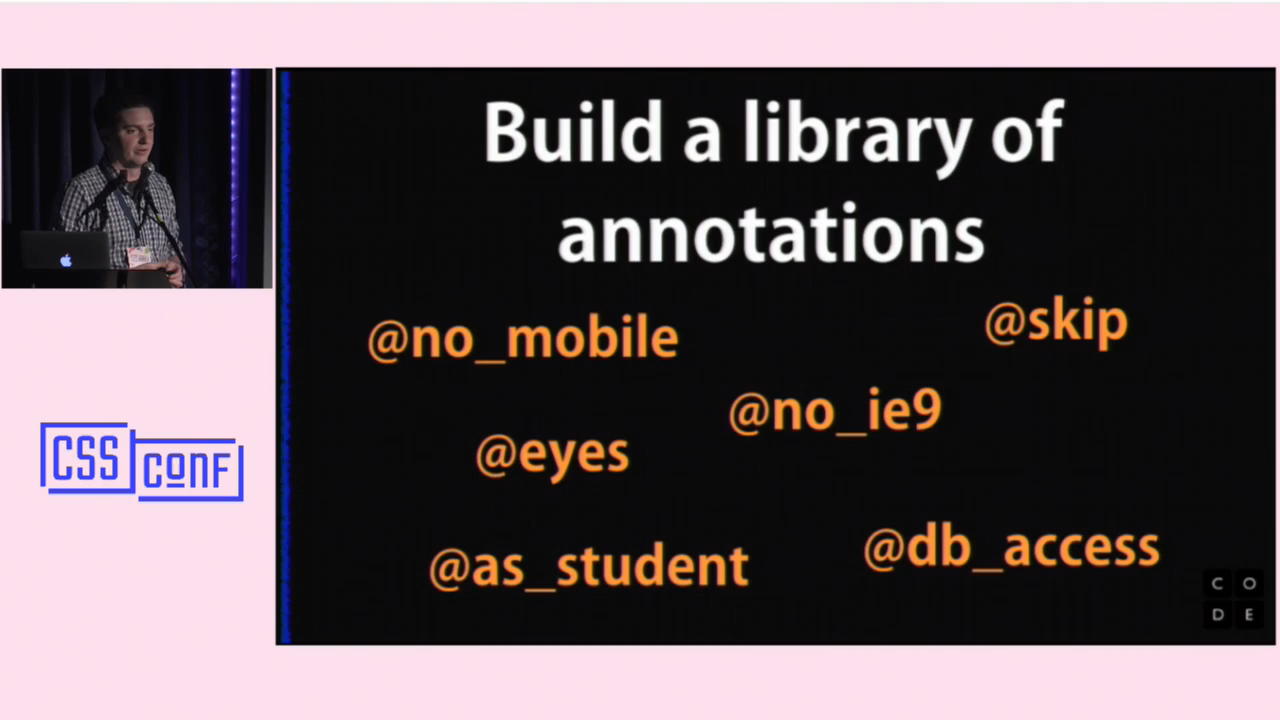 Build a library of
annotations
@no_mobile
@skip
@no_ie9
@eyes
@as_student
@db_access
CSS
CONF
C O
D E